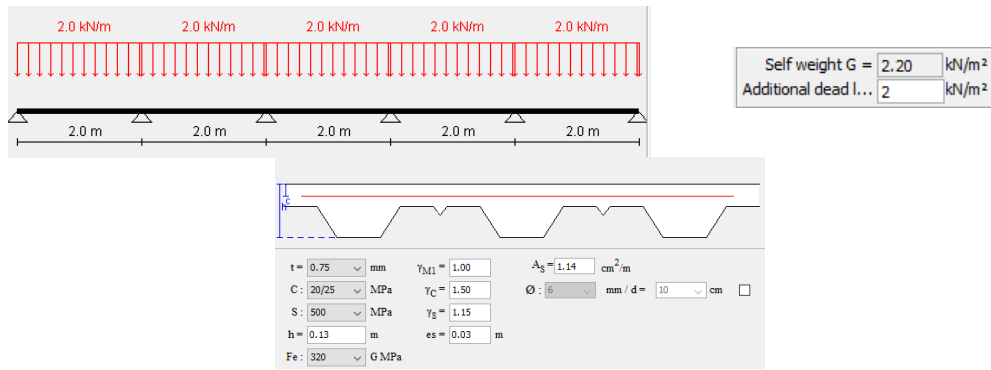 2.0 kN/m 2.0 kN/m 2.0 kN/m 2.0 kN/m 2.0 kN/m
2.0 m 2.0 m 2.0 m 2.0 m 2.0 m
Self weight G = 2.20 kN/m²
Additional dead l... 2 kN/m²
h c
t = 0.75 mm γM1 = 1.00 AS = 1.14 cm²/m
C : 20/25 MPa γC = 1.50 Ø : 6 mm / d = 10 cm
S : 500 MPa γS = 1.15
h = 0.13 m es = 0.03 m
Fe : 320 G MPa